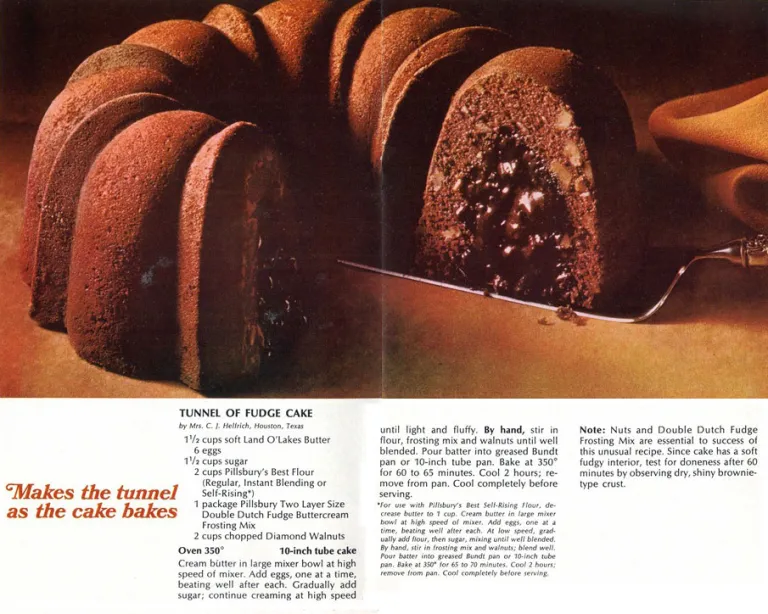 Makes the tunnel
as the cake bakes
TUNNEL OF FUDGE CAKE
by Mrs. C. J. Helfrich, Houston, Texas
1½ cups soft Land O'Lakes Butter
6 eggs
1½ cups sugar
2 cups Pillsbury's Best Flour
(Regular, Instant Blending or
Self-Rising*)
1 package Pillsbury Two Layer Size
Double Dutch Fudge Buttercream
Frosting Mix
2 cups chopped Diamond Walnuts
Oven 350° 10-inch tube cake
Cream butter in large mixer bowl at high
speed of mixer. Add eggs, one at a time,
beating well after each. Gradually add
sugar; continue creaming at high speed
until light and fluffy. By hand, stir in
flour, frosting mix and walnuts until well
blended. Pour batter into greased Bundt
pan or 10-inch tube pan. Bake at 350°
for 60 to 65 minutes. Cool 2 hours; re-
move from pan. Cool completely before
serving.
*For use with Pillsbury's Best Self-Rising Flour, de-
crease butter to 1 cup. Cream butter in large mixer
bowl at high speed of mixer. Add eggs, one at a
time, beating well after each. At low speed, grad-
ually add flour, then sugar, mixing until well blended.
By hand, stir in frosting mix and walnuts; blend well.
Pour batter into greased Bundt pan or 10-inch tube
pan. Bake at 350° for 65 to 70 minutes. Cool 2 hours;
remove from pan. Cool completely before serving.
Note: Nuts and Double Dutch Fudge
Frosting Mix are essential to success of
this unusual recipe. Since cake has a soft
fudgy interior, test for doneness after 60
minutes by observing dry, shiny brownie-
type crust.